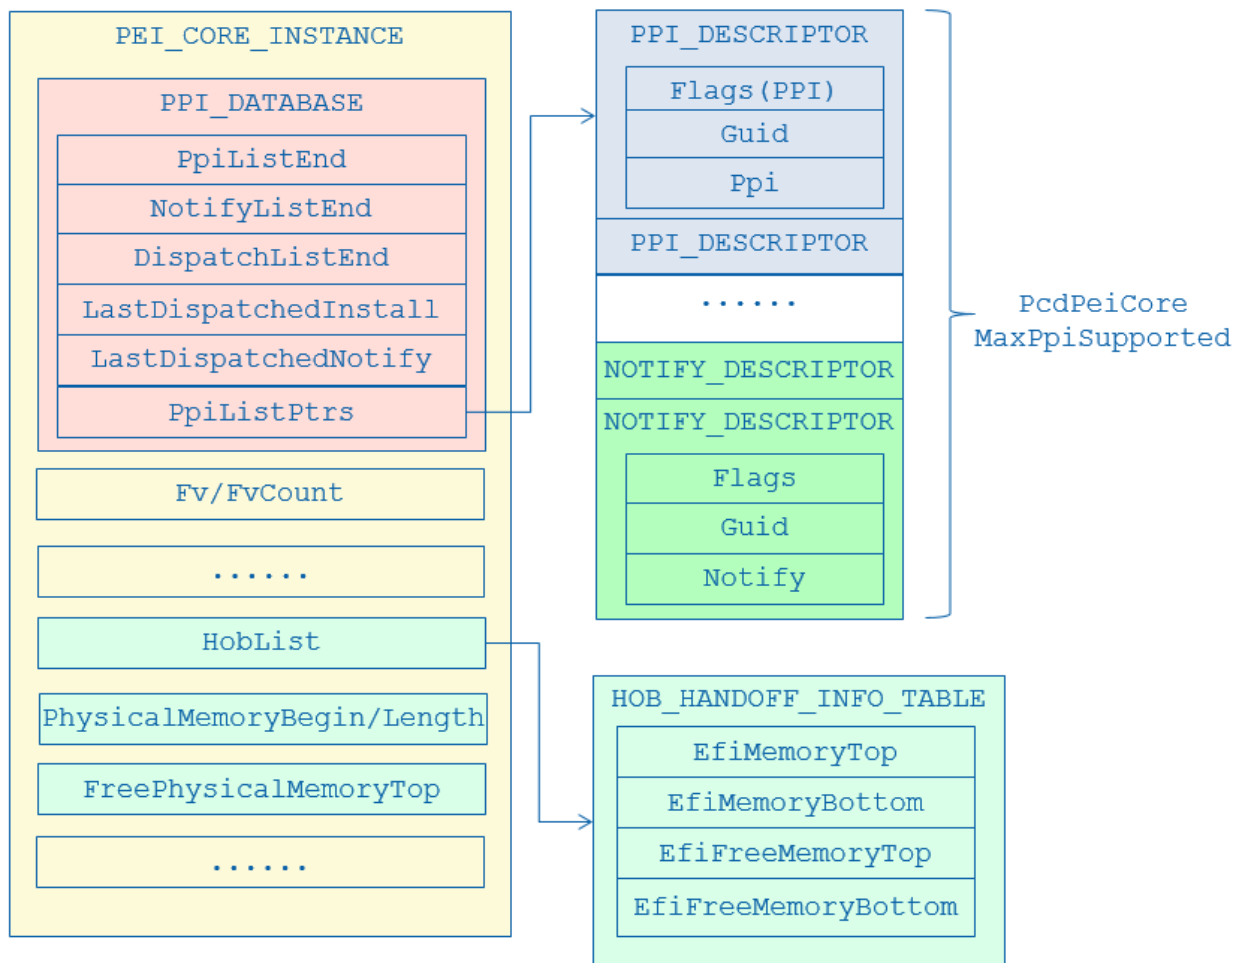 PEI_CORE_INSTANCE
PPI_DATABASE
PpiListEnd
NotifyListEnd
DispatchListEnd
LastDispatchedInstall
LastDispatchedNotify
PpiListPtrs
Fv/FvCount
......
HobList
PhysicalMemoryBegin/Length
FreePhysicalMemoryTop
......
PPI_DESCRIPTOR
Flags(PPI)
Guid
Ppi
PPI_DESCRIPTOR
......
NOTIFY_DESCRIPTOR
NOTIFY_DESCRIPTOR
Flags
Guid
Notify
PcdPeiCore
MaxPpiSupported
HOB_HANDOFF_INFO_TABLE
EfiMemoryTop
EfiMemoryBottom
EfiFreeMemoryTop
EfiFreeMemoryBottom